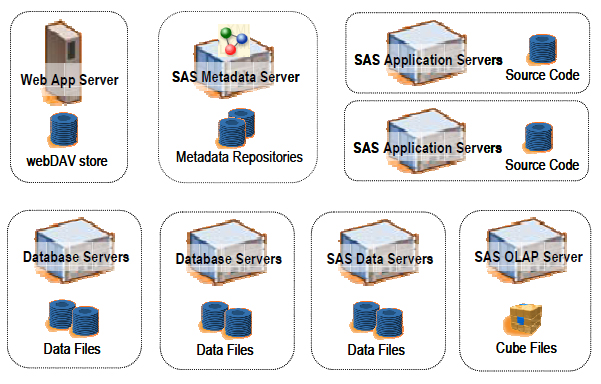 Web App Server
webDAV store
SAS Metadata Server
Metadata Repositories
SAS Application Servers
Source Code
SAS Application Servers
Source Code
Database Servers
Data Files
Database Servers
Data Files
SAS Data Servers
Data Files
SAS OLAP Server
Cube Files